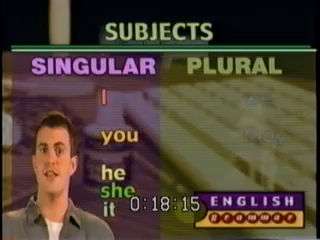 SUBJECTS
SINGULAR / PLURAL
I
you
he
she
it
0:18:15
ENGLISH
Grammar